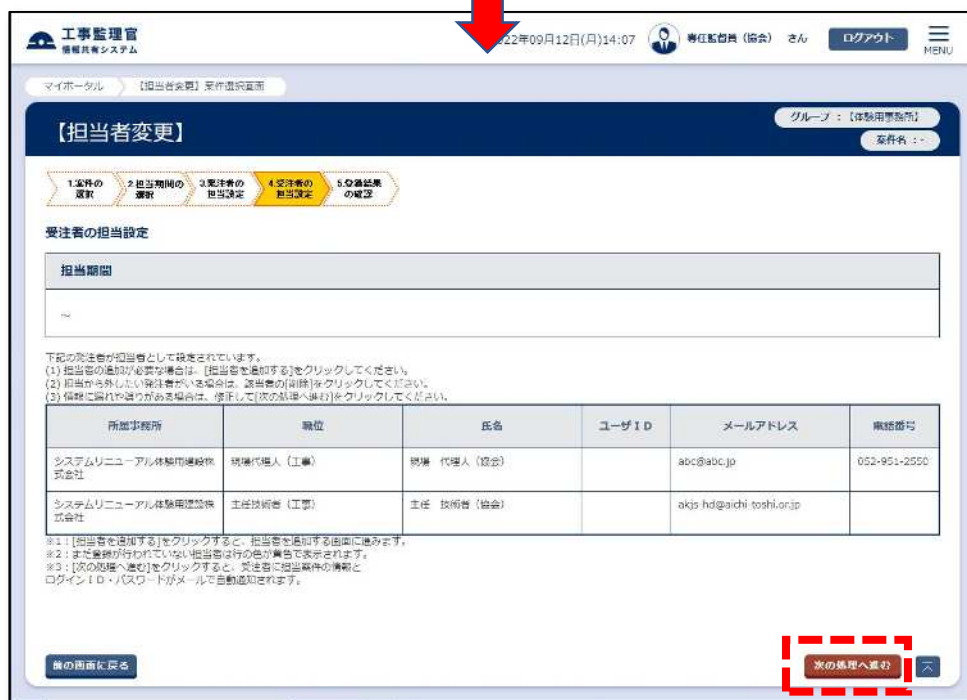 工事監理官
情報共有システム
22年09月12日(月)14:07
専任監督員（協会） さん
ログアウト
MENU
マイポータル
【担当者変更】案件選択画面
【担当者変更】
グループ：【体験用事務所】
案件名：-
1.案件の選択
2.担当期間の選択
3.発注者の担当設定
4.受注者の担当設定
5.登録結果の確認
受注者の担当設定
担当期間
～
下記の発注者が担当者として設定されています。
(1) 担当者の追加が必要な場合は、[担当者を追加する]をクリックしてください。
(2) 担当から外したい発注者がいる場合は、該当者の[削除]をクリックしてください。
(3) 情報に漏れや誤りがある場合は、修正して[次の処理へ進む]をクリックしてください。
所属事務所 職位 氏名 ユーザＩＤ メールアドレス 電話番号
システムリニューアル体験用建設株式会社 現場代理人（工事） 現場 代理人（協会） abc@abc.jp 052-951-2550
システムリニューアル体験用建設株式会社 主任技術者（工事） 主任 技術者（協会） akjs-hd@aichi-toshi.or.jp
※1：[担当者を追加する]をクリックすると、担当者を追加する画面に進みます。
※2：まだ登録が行われていない担当者は行の色が黄色で表示されます。
※3：[次の処理へ進む]をクリックすると、受注者に担当案件の情報と
ログインＩＤ・パスワードがメールで自動通知されます。
前の画面に戻る
次の処理へ進む